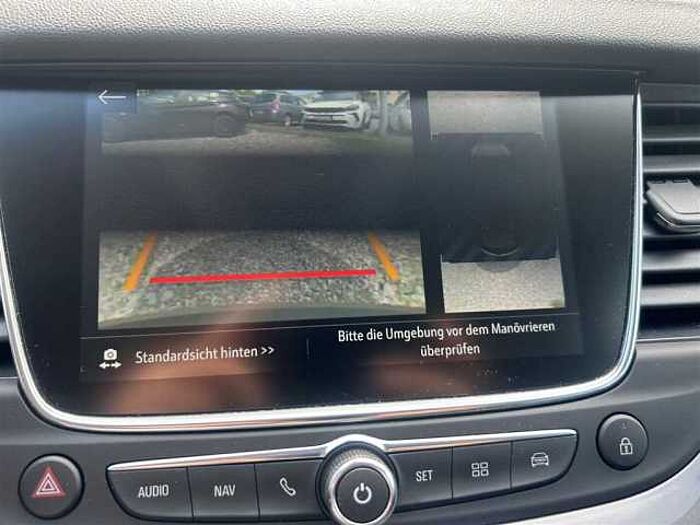 Standardsicht hinten >>
Bitte die Umgebung vor dem Manövrieren
überprüfen
AUDIO
NAV
SET